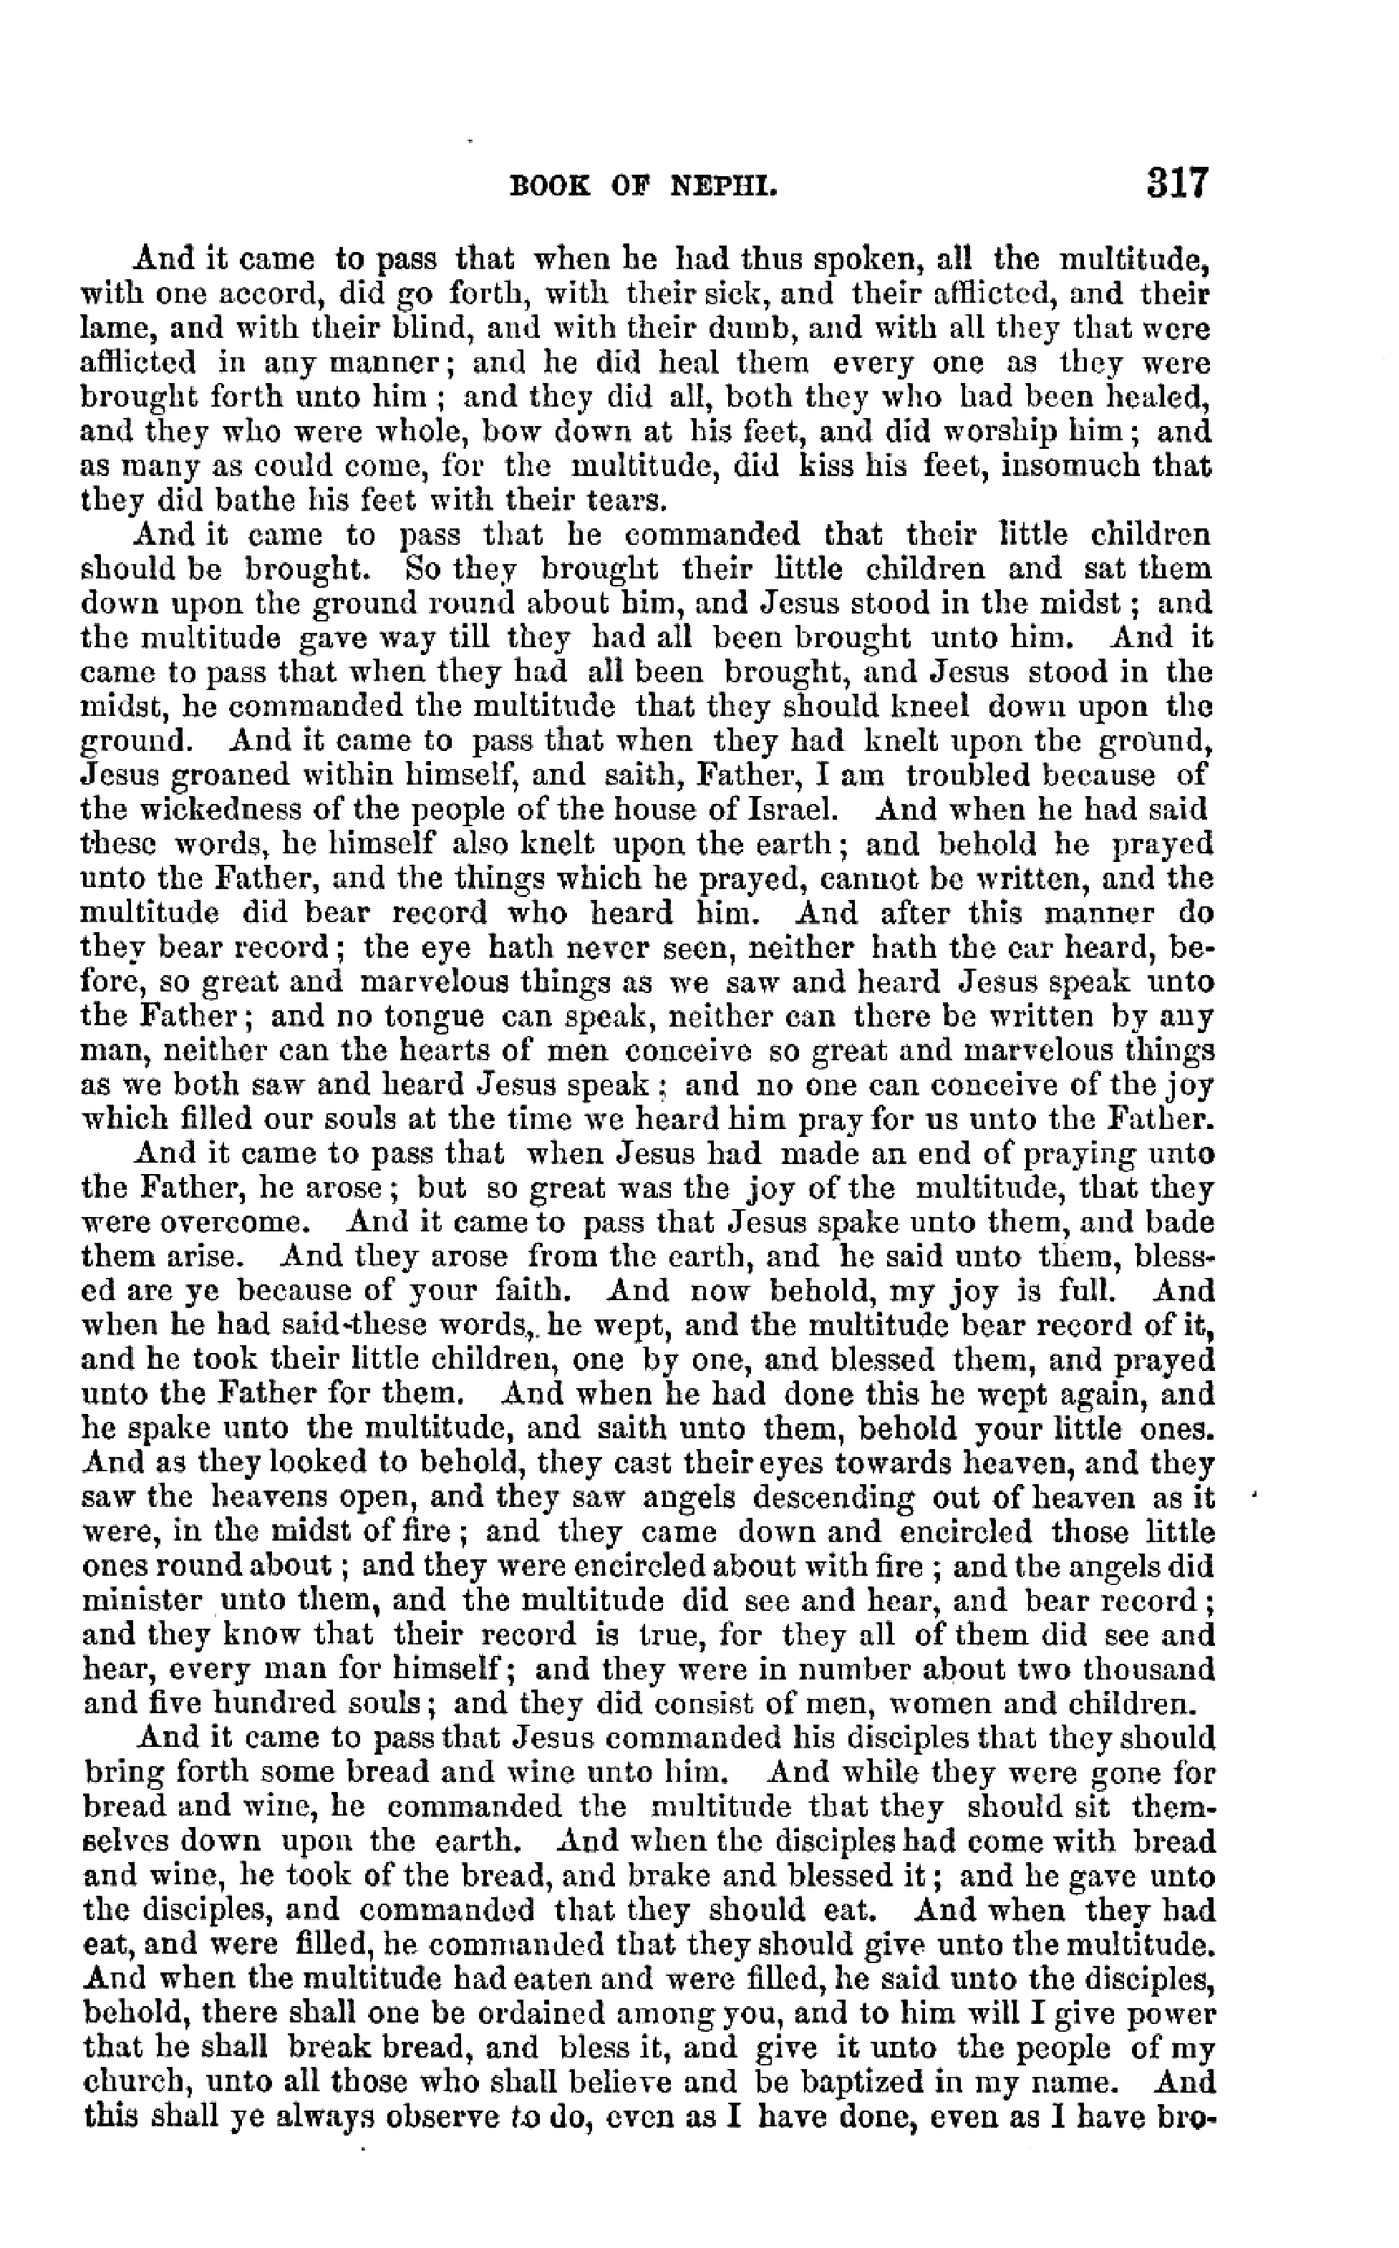 BOOK OF NEPHI. 317
And it came to pass that when he had thus spoken, all the multitude,
with one accord, did go forth, with their sick, and their afflicted, and their
lame, and with their blind, and with their dumb, and with all they that were
afflicted in any manner; and he did heal them every one as they were
brought forth unto him; and they did all, both they who had been healed,
and they who were whole, bow down at his feet, and did worship him; and
as many as could come, for the multitude, did kiss his feet, insomuch that
they did bathe his feet with their tears.
And it came to pass that he commanded that their little children
should be brought. So they brought their little children and sat them
down upon the ground round about him, and Jesus stood in the midst; and
the multitude gave way till they had all been brought unto him. And it
came to pass that when they had all been brought, and Jesus stood in the
midst, he commanded the multitude that they should kneel down upon the
ground. And it came to pass that when they had knelt upon the ground,
Jesus groaned within himself, and saith, Father, I am troubled because of
the wickedness of the people of the house of Israel. And when he had said
these words, he himself also knelt upon the earth; and behold he prayed
unto the Father, and the things which he prayed, cannot be written, and the
multitude did bear record who heard him. And after this manner do
they bear record; the eye hath never seen, neither hath the ear heard, be-
fore, so great and marvelous things as we saw and heard Jesus speak unto
the Father; and no tongue can speak, neither can there be written by any
man, neither can the hearts of men conceive so great and marvelous things
as we both saw and heard Jesus speak; and no one can conceive of the joy
which filled our souls at the time we heard him pray for us unto the Father.
And it came to pass that when Jesus had made an end of praying unto
the Father, he arose; but so great was the joy of the multitude, that they
were overcome. And it came to pass that Jesus spake unto them, and bade
them arise. And they arose from the earth, and he said unto them, bless-
ed are ye because of your faith. And now behold, my joy is full. And
when he had said these words, he wept, and the multitude bear record of it,
and he took their little children, one by one, and blessed them, and prayed
unto the Father for them. And when he had done this he wept again, and
he spake unto the multitude, and saith unto them, behold your little ones.
And as they looked to behold, they cast their eyes towards heaven, and they
saw the heavens open, and they saw angels descending out of heaven as it
were, in the midst of fire; and they came down and encircled those little
ones round about; and they were encircled about with fire; and the angels did
minister unto them, and the multitude did see and hear, and bear record;
and they know that their record is true, for they all of them did see and
hear, every man for himself; and they were in number about two thousand
and five hundred souls; and they did consist of men, women and children.
And it came to pass that Jesus commanded his disciples that they should
bring forth some bread and wine unto him. And while they were gone for
bread and wine, he commanded the multitude that they should sit them-
selves down upon the earth. And when the disciples had come with bread
and wine, he took of the bread, and brake and blessed it; and he gave unto
the disciples, and commanded that they should eat. And when they had
eat, and were filled, he commanded that they should give unto the multitude.
And when the multitude had eaten and were filled, he said unto the disciples,
behold, there shall one be ordained among you, and to him will I give power
that he shall break bread, and bless it, and give it unto the people of my
church, unto all those who shall believe and be baptized in my name. And
this shall ye always observe to do, even as I have done, even as I have bro-